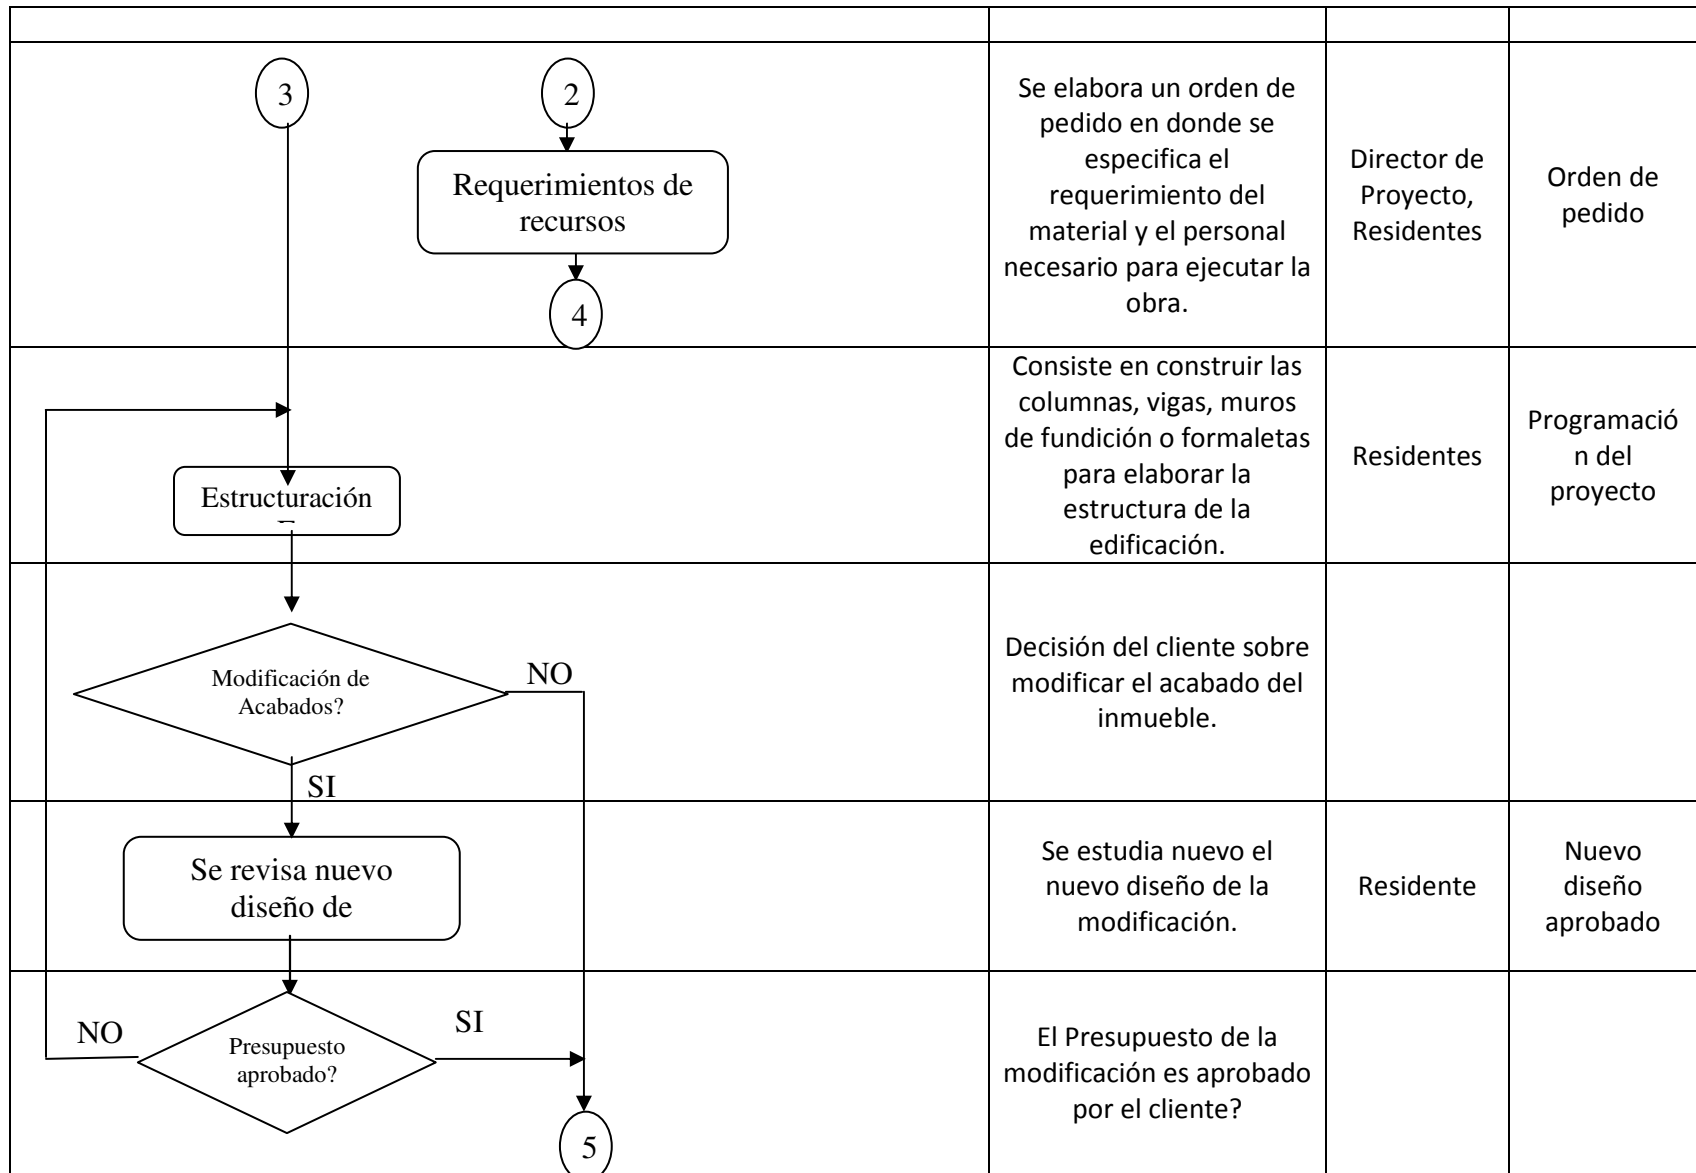 3
2
Requerimientos de
recursos
4
Se elabora un orden de
pedido en donde se
especifica el
requerimiento del
material y el personal
necesario para ejecutar la
obra.
Director de
Proyecto,
Residentes
Orden de
pedido
Estructuración
Consiste en construir las
columnas, vigas, muros
de fundición o formaletas
para elaborar la
estructura de la
edificación.
Residentes
Programació
n del
proyecto
Modificación de
Acabados?
NO
SI
Decisión del cliente sobre
modificar el acabado del
inmueble.
Se revisa nuevo
diseño de
Se estudia nuevo el
nuevo diseño de la
modificación.
Residente
Nuevo
diseño
aprobado
NO
Presupuesto
aprobado?
SI
5
El Presupuesto de la
modificación es aprobado
por el cliente?